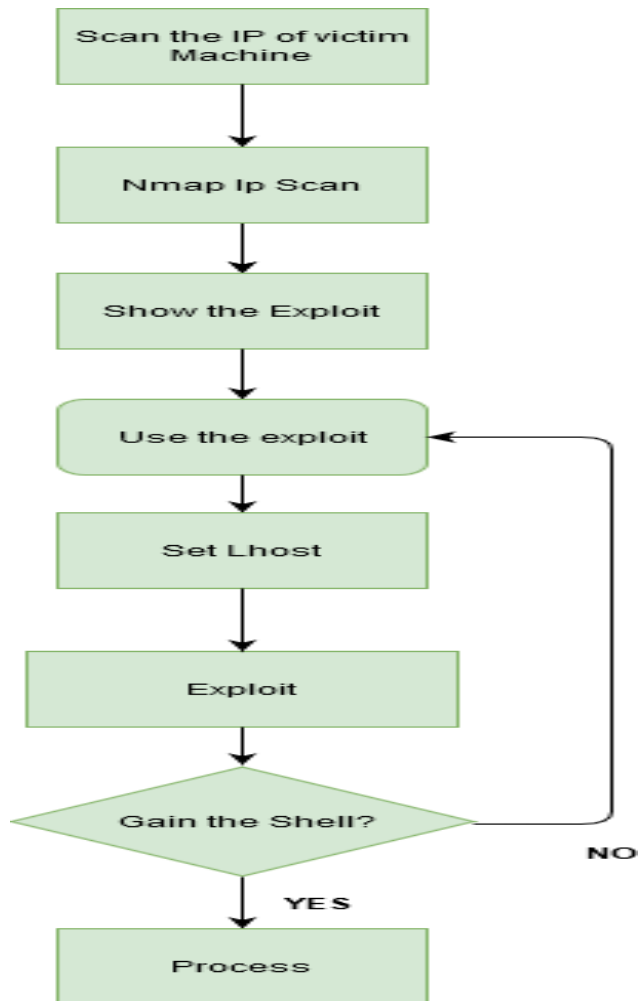 Scan the IP of victim
Machine
Nmap Ip Scan
Show the Exploit
Use the exploit
Set Lhost
Exploit
Gain the Shell?
NO
YES
Process